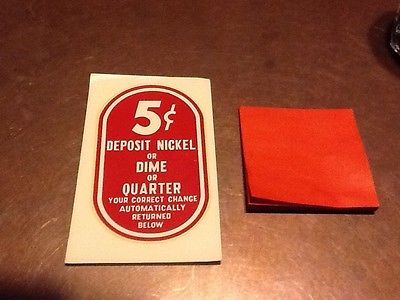 5¢
DEPOSIT NICKEL
OR
DIME
OR
QUARTER
YOUR CORRECT CHANGE
AUTOMATICALLY
RETURNED
BELOW